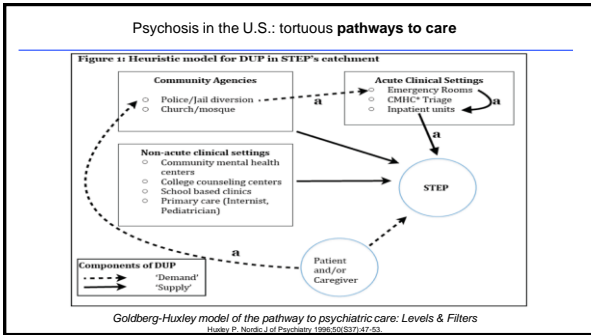 Psychosis in the U.S.: tortuous pathways to care
Figure 1: Heuristic model for DUP in STEP's catchment
Community Agencies
○ Police/Jail diversion
○ Church/mosque
a
Acute Clinical Settings
○ Emergency Rooms
○ CMHC* Triage
○ Inpatient units
a
a
Non-acute clinical settings
○ Community mental health
centers
○ College counseling centers
○ School based clinics
○ Primary care (Internist,
Pediatrician)
STEP
a
Patient
and/or
Caregiver
Components of DUP
'Demand'
'Supply'
Goldberg-Huxley model of the pathway to psychiatric care: Levels & Filters
Huxley P. Nordic J of Psychiatry 1996;50(S37):47-53.